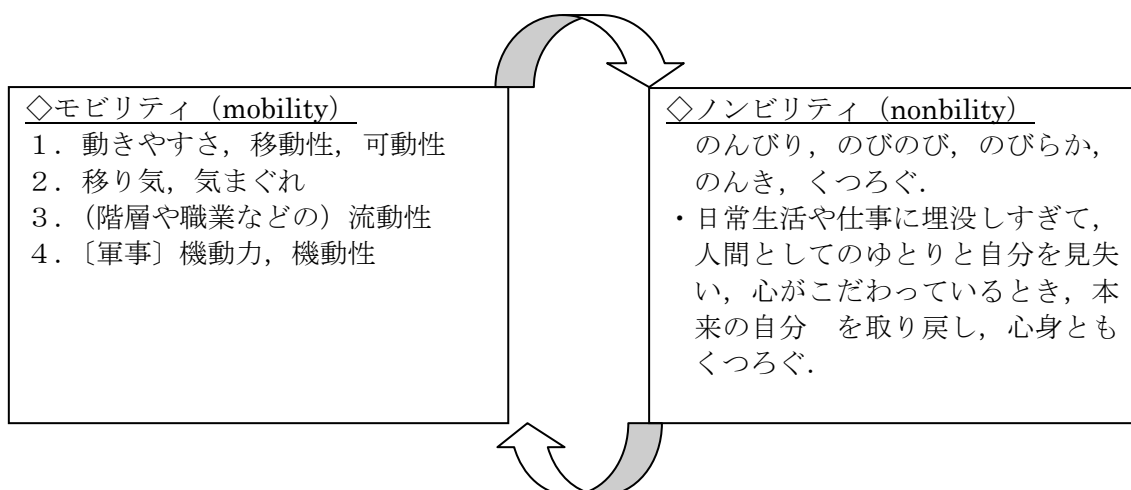 ◇モビリティ（mobility）
１．動きやすさ，移動性，可動性
２．移り気，気まぐれ
３．（階層や職業などの）流動性
４．〔軍事〕機動力，機動性
◇ノンビリティ（nonbility）
のんびり，のびのび，のびらか，
のんき，くつろぐ．
・日常生活や仕事に埋没しすぎて，
人間としてのゆとりと自分を見失
い，心がこだわっているとき，本
来の自分　を取り戻し，心身とも
くつろぐ．